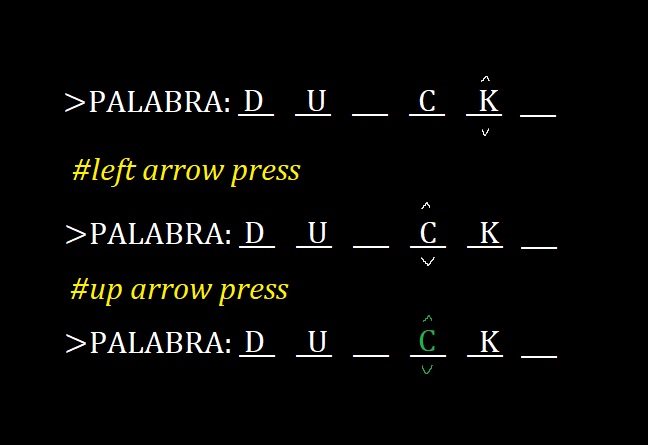 >PALABRA: D U __ C K __
#left arrow press
>PALABRA: D U __ C K __
#up arrow press
>PALABRA: D U __ C K __